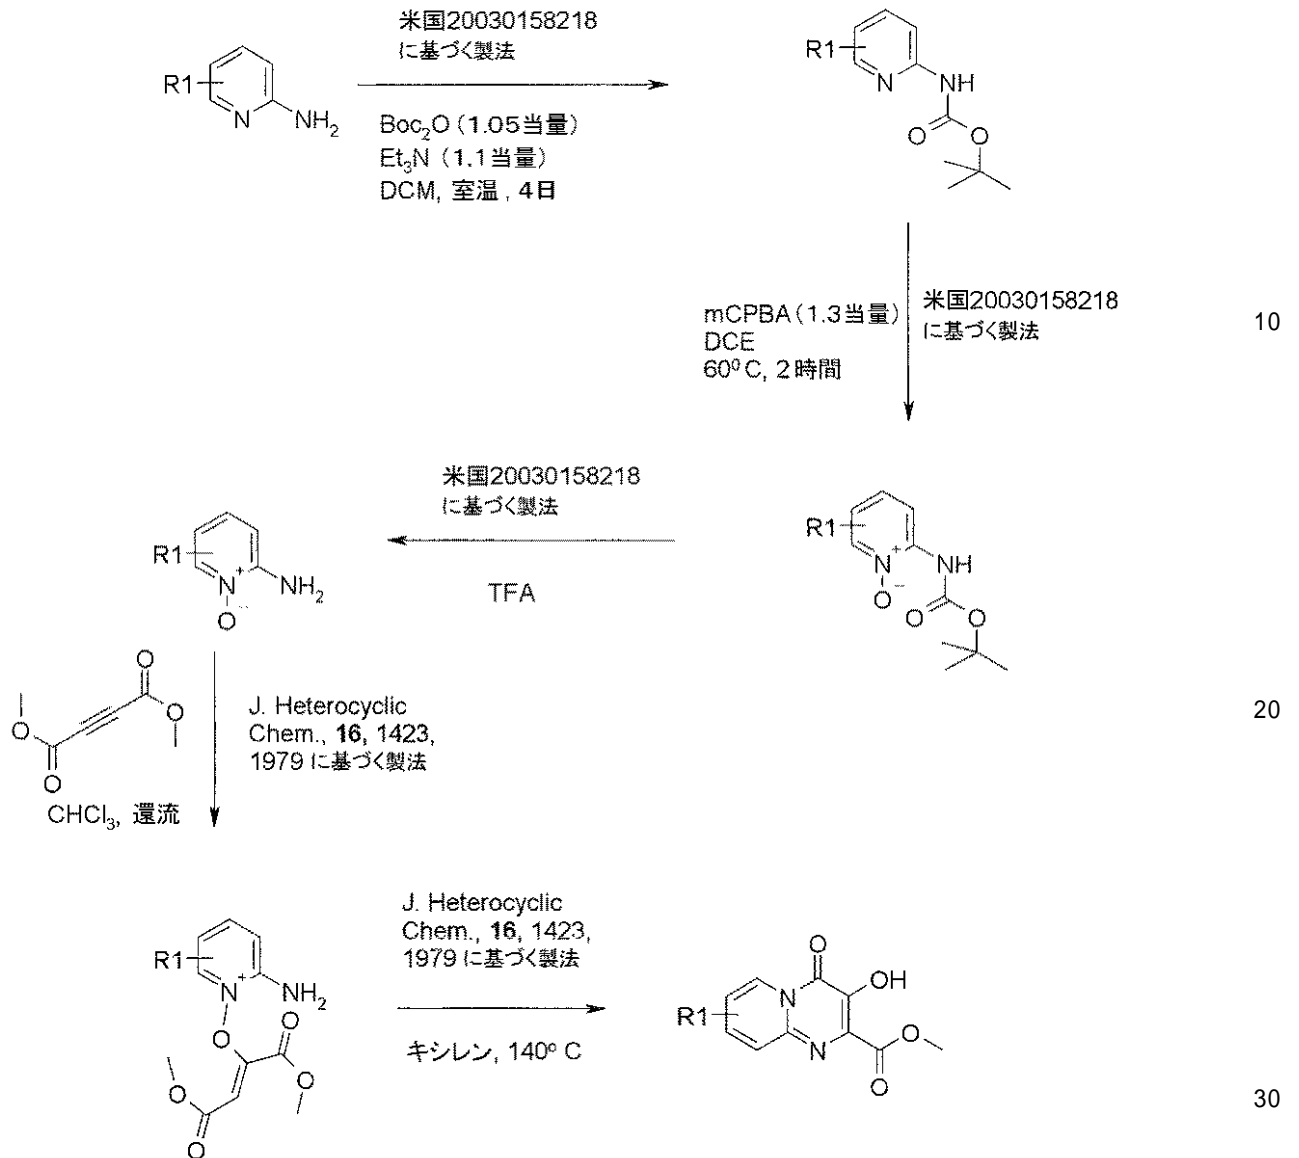 米国20030158218
に基づく製法
R1
N
NH2
Boc2O (1.05当量)
Et3N (1.1当量)
DCM, 室温, 4日
R1
N
NH
O
O
mCPBA (1.3当量)
DCE
60⁰ C, 2時間
米国20030158218
に基づく製法
10
米国20030158218
に基づく製法
TFA
R1
N+
O−
NH
O
O
R1
N+
NH2
O−
O
O
O
O
CHCl3, 還流
J. Heterocyclic
Chem., 16, 1423,
1979 に基づく製法
20
R1
N+
NH2
O
O
O
O
O
J. Heterocyclic
Chem., 16, 1423,
1979 に基づく製法
キシレン, 140º C
O
OH
N
R1
N
O
O
30